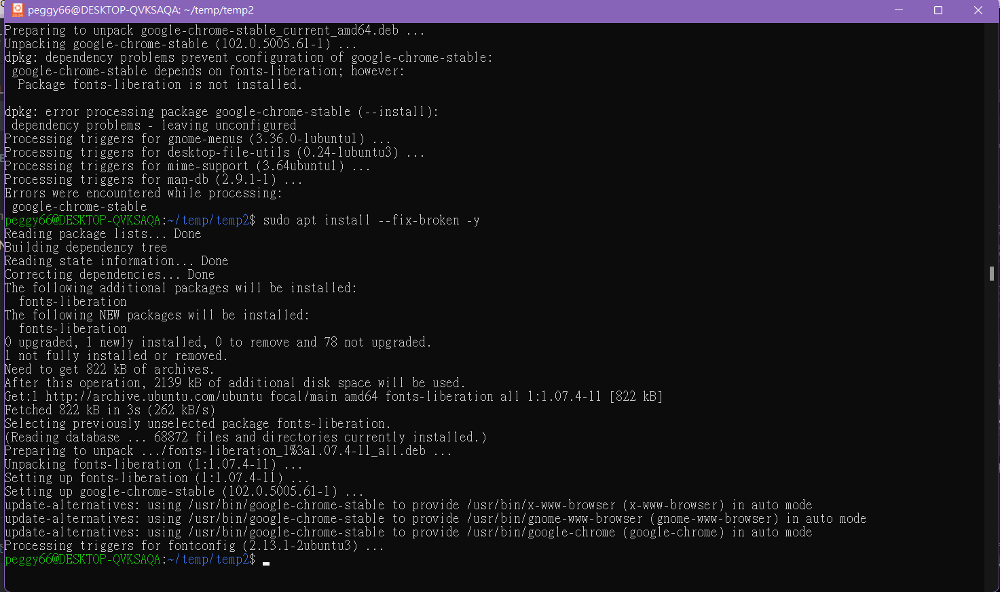 peggy66@DESKTOP-QVKSAQA: ~/temp/temp2
Preparing to unpack google-chrome-stable_current_amd64.deb ...
Unpacking google-chrome-stable (102.0.5005.61-1) ...
dpkg: dependency problems prevent configuration of google-chrome-stable:
 google-chrome-stable depends on fonts-liberation; however:
  Package fonts-liberation is not installed.

dpkg: error processing package google-chrome-stable (--install):
 dependency problems - leaving unconfigured
Processing triggers for gnome-menus (3.36.0-1ubuntu1) ...
Processing triggers for desktop-file-utils (0.24-1ubuntu3) ...
Processing triggers for mime-support (3.64ubuntu1) ...
Processing triggers for man-db (2.9.1-1) ...
Errors were encountered while processing:
 google-chrome-stable
peggy66@DESKTOP-QVKSAQA:~/temp/temp2$ sudo apt install --fix-broken -y
Reading package lists... Done
Building dependency tree
Reading state information... Done
Correcting dependencies... Done
The following additional packages will be installed:
  fonts-liberation
The following NEW packages will be installed:
  fonts-liberation
0 upgraded, 1 newly installed, 0 to remove and 78 not upgraded.
1 not fully installed or removed.
Need to get 822 kB of archives.
After this operation, 2139 kB of additional disk space will be used.
Get:1 http://archive.ubuntu.com/ubuntu focal/main amd64 fonts-liberation all 1:1.07.4-11 [822 kB]
Fetched 822 kB in 3s (262 kB/s)
Selecting previously unselected package fonts-liberation.
(Reading database ... 68872 files and directories currently installed.)
Preparing to unpack .../fonts-liberation_1%3a1.07.4-11_all.deb ...
Unpacking fonts-liberation (1:1.07.4-11) ...
Setting up fonts-liberation (1:1.07.4-11) ...
Setting up google-chrome-stable (102.0.5005.61-1) ...
update-alternatives: using /usr/bin/google-chrome-stable to provide /usr/bin/x-www-browser (x-www-browser) in auto mode
update-alternatives: using /usr/bin/google-chrome-stable to provide /usr/bin/gnome-www-browser (gnome-www-browser) in auto mode
update-alternatives: using /usr/bin/google-chrome-stable to provide /usr/bin/google-chrome (google-chrome) in auto mode
Processing triggers for fontconfig (2.13.1-2ubuntu3) ...
peggy66@DESKTOP-QVKSAQA:~/temp/temp2$